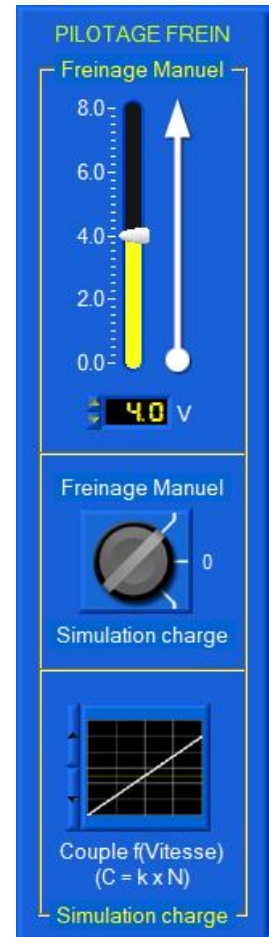 PILOTAGE FREIN
Freinage Manuel
8.0
6.0
4.0
2.0
0.0
4.0 V
Freinage Manuel
0
Simulation charge
Couple f(Vitesse)
(C = k x N)
Simulation charge